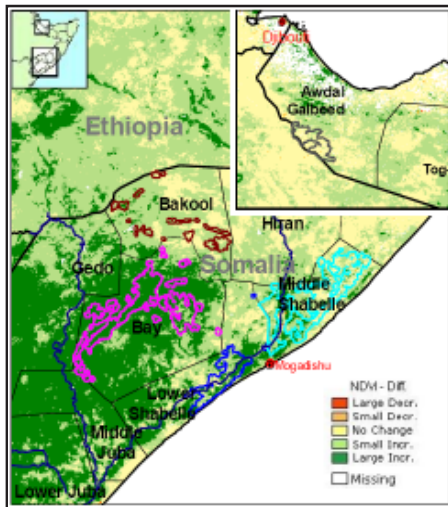 Djibouti
Awdal
Galbeed
Tog
Ethiopia
Bakool
Hiran
Gedo
Somalia
Middle
Shabelle
Bay
Mogadishu
Lower
Shabelle
Middle
Juba
Lower Juba
NDVI - Diff.
Large Decr.
Small Decr.
No Change
Small Incr.
Large Incr.
Missing